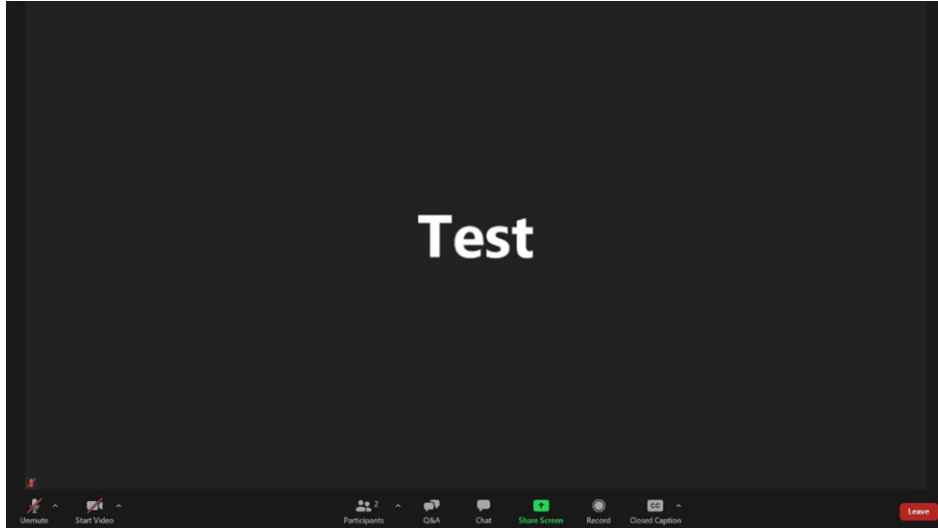 Test
Unmute
Start Video
Participants
2
Q&A
Chat
Share Screen
Record
CC
Closed Caption
Leave